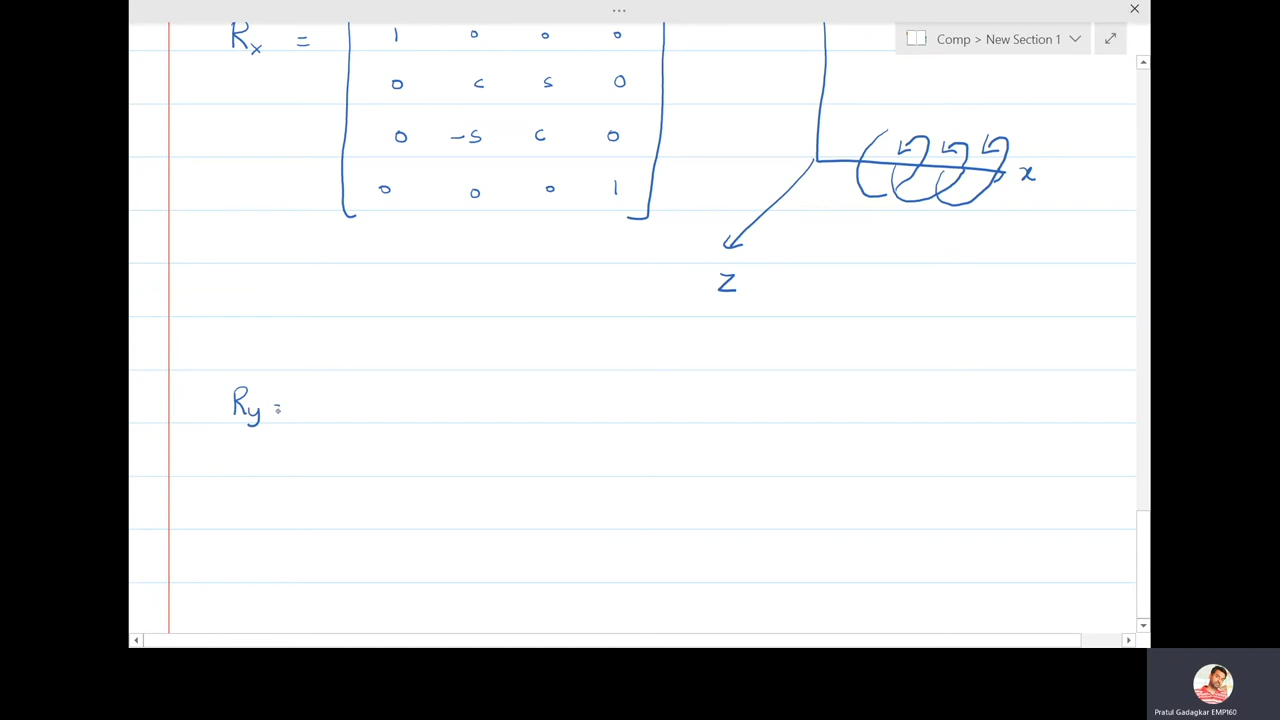 Comp > New Section 1
Rx = 1 0 0 0
0 c s 0
0 -s c 0
0 0 0 1
x
z
Ry =
Pratul Gadagkar EMP160